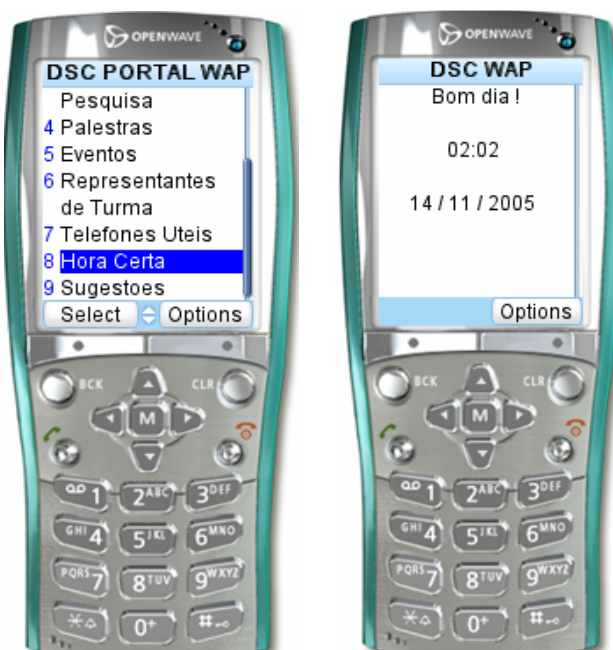 OPENWAVE
DSC PORTAL WAP
Pesquisa
4 Palestras
5 Eventos
6 Representantes
de Turma
7 Telefones Uteis
8 Hora Certa
9 Sugestoes
Select Options
BCK CLR
M
1 2ABC 3DEF
GHI4 5JKL 6MNO
PQRS7 8TUV 9WXYZ
* 0+ #
OPENWAVE
DSC WAP
Bom dia !
02:02
14 / 11 / 2005
Options
BCK CLR
M
1 2ABC 3DEF
GHI4 5JKL 6MNO
PQRS7 8TUV 9WXYZ
* 0+ #